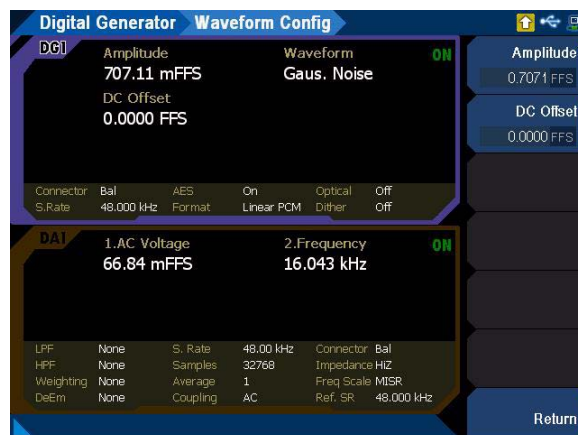 Digital Generator Waveform Config
DG1
Amplitude Waveform ON
707.11 mFFS Gaus. Noise
DC Offset
0.0000 FFS
Connector Bal AES On Optical Off
S.Rate 48.000 kHz Format Linear PCM Dither Off
DA1
1.AC Voltage 2.Frequency ON
66.84 mFFS 16.043 kHz
LPF None S. Rate 48.00 kHz Connector Bal
HPF None Samples 32768 Impedance HiZ
Weighting None Average 1 Freq Scale MISR
DeEm None Coupling AC Ref. SR 48.000 kHz
Amplitude
0.7071 FFS
DC Offset
0.0000 FFS
Return